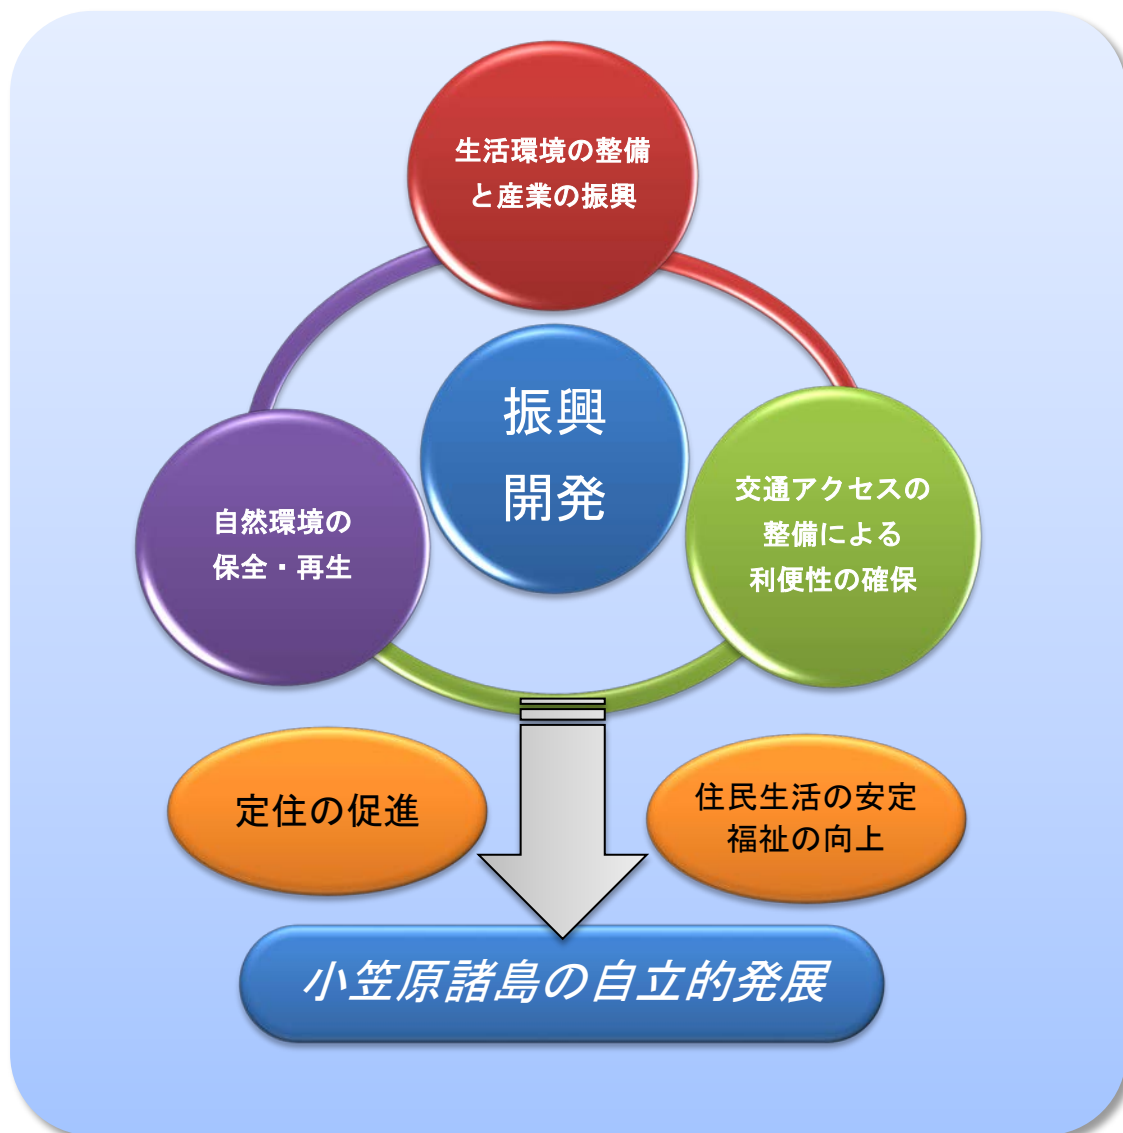 生活環境の整備
と産業の振興
振興
開発
自然環境の
保全・再生
交通アクセスの
整備による
利便性の確保
定住の促進
住民生活の安定
福祉の向上
小笠原諸島の自立的発展